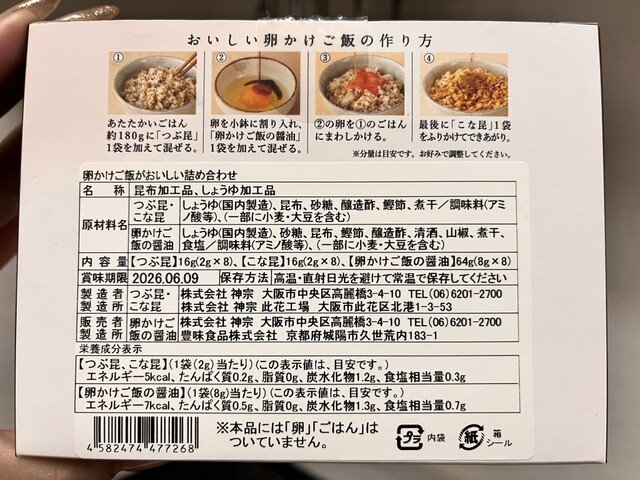 おいしい卵かけご飯の作り方
①
②
③
④
あたたかいごはん
約180gに「つぶ昆」
1袋を加えて混ぜる。
卵を小鉢に割り入れ、
「卵かけご飯の醤油」
1袋を加えて混ぜる。
②の卵を①のごはん
にまわしかける。
最後に「こな昆」1袋
をふりかけてできあがり。
※分量は目安です。お好みで調整してください。
卵かけご飯がおいしい詰め合わせ
名 称 昆布加工品、しょうゆ加工品
原材料名
つぶ昆・こな昆 しょうゆ(国内製造)、昆布、砂糖、醸造酢、鰹節、煮干/調味料(アミ
ノ酸等)、(一部に小麦・大豆を含む)
卵かけご飯の醤油 しょうゆ(国内製造)、砂糖、昆布、鰹節、醸造酢、清酒、山椒、煮干、
食塩/調味料(アミノ酸等)、(一部に小麦・大豆を含む)
内 容 量 【つぶ昆】16g(2g×8)、【こな昆】16g(2g×8)、【卵かけご飯の醤油】64g(8g×8)
賞味期限 2026.06.09 保存方法 高温・直射日光を避けて常温で保存してください
製 造 者 つぶ昆・ 株式会社 神宗 大阪市中央区高麗橋3-4-10 TEL(06)6201-2700
製 造 所 こな昆 株式会社 神宗 此花工場 大阪市此花区北港1-3-53
販 売 者 卵かけご 株式会社 神宗 大阪市中央区高麗橋3-4-10 TEL(06)6201-2700
製 造 所 飯の醤油 豊味食品株式会社 京都府城陽市久世荒内183-1
栄養成分表示
【つぶ昆、こな昆】(1袋(2g)当たり)(この表示値は、目安です。)
エネルギー5kcal、たんぱく質0.2g、脂質0g、炭水化物1.2g、食塩相当量0.3g
【卵かけご飯の醤油】(1袋(8g)当たり)(この表示値は、目安です。)
エネルギー7kcal、たんぱく質0.5g、脂質0g、炭水化物1.3g、食塩相当量0.7g
4582474477268
※本品には「卵」「ごはん」は
ついていません。
プラ 内袋
紙 箱
シール